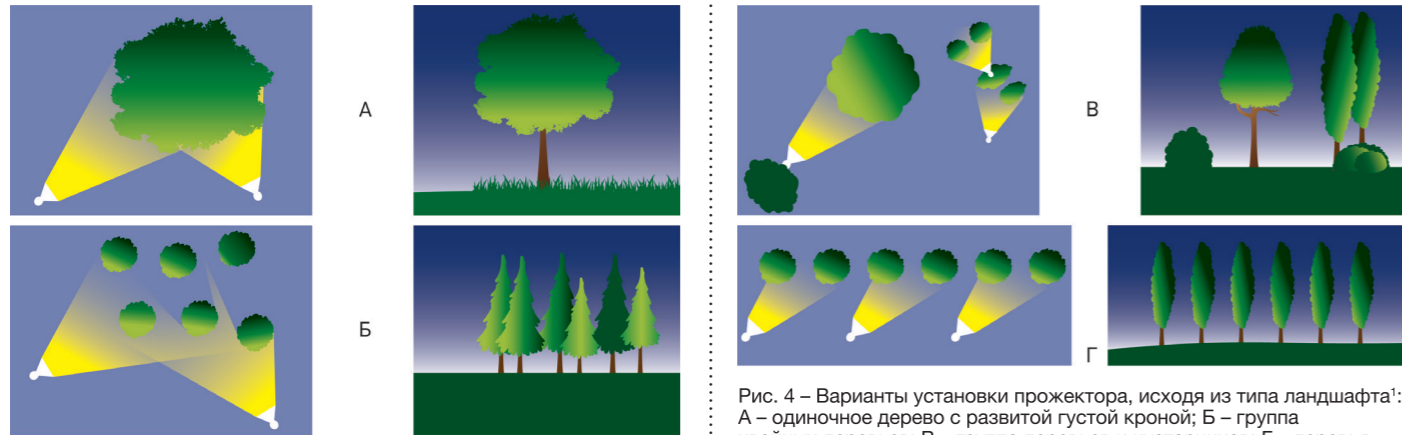 А
Б
В
Г
Рис. 4 – Варианты установки прожектора, исходя из типа ландшафта¹:
А – одиночное дерево с развитой густой кроной; Б – группа